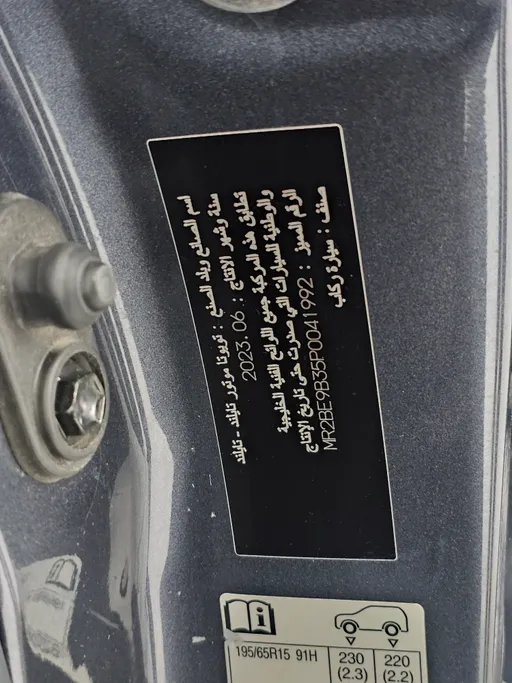 اسم المصنع وبلد الصنع : تويوتا موتور تايلند - تايلند
سنة وشهر الانتاج : 2023.06
تطابق هذه المركبة جميع اللوائح الفنية الخليجية
والوطنية للسيارات التي صدرت حتى تاريخ الإنتاج
الرقم المميز : MR2BE9B35P0041992
صنف : سيارة ركاب
195/65R15 91H
230
(2.3)
220
(2.2)